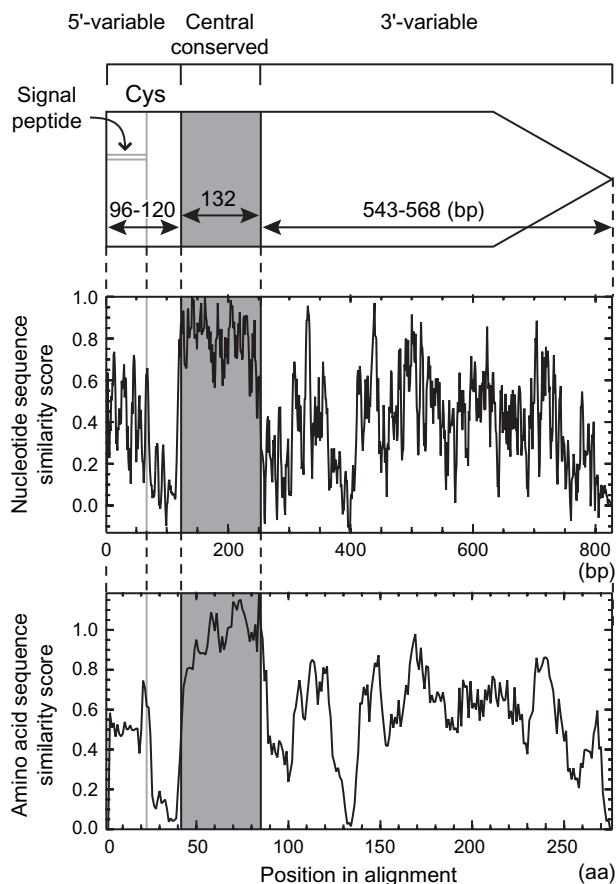 5'-variable
Central
conserved
3'-variable
Signal
peptide
Cys
96-120
132
543-568 (bp)
Nucleotide sequence
similarity score
1.0
0.8
0.6
0.4
0.2
0.0
0
200
400
600
800
(bp)
Amino acid sequence
similarity score
1.0
0.8
0.6
0.4
0.2
0.0
0
50
100
150
200
250
Position in alignment
(aa)